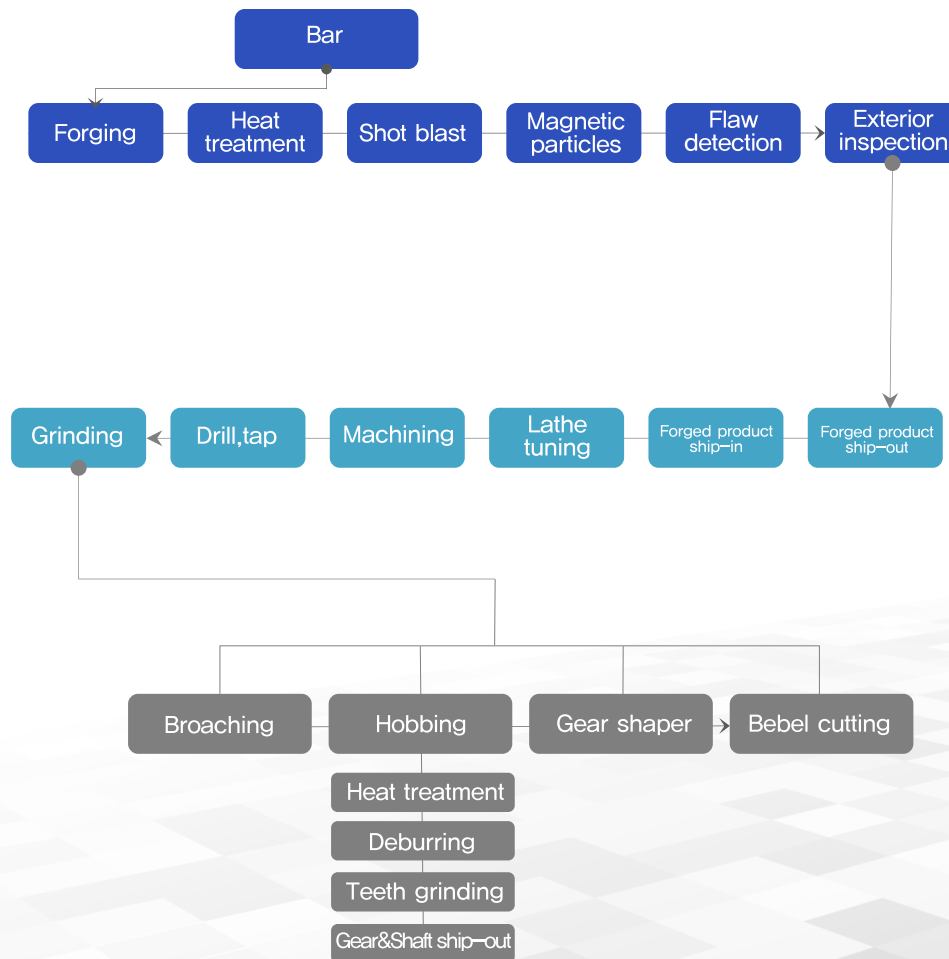 Bar
Forging
Heat
treatment
Shot blast
Magnetic
particles
Flaw
detection
Exterior
inspection
Grinding
Drill,tap
Machining
Lathe
tuning
Forged product
ship-in
Forged product
ship-out
Broaching
Hobbing
Gear shaper
Bebel cutting
Heat treatment
Deburring
Teeth grinding
Gear&Shaft ship-out